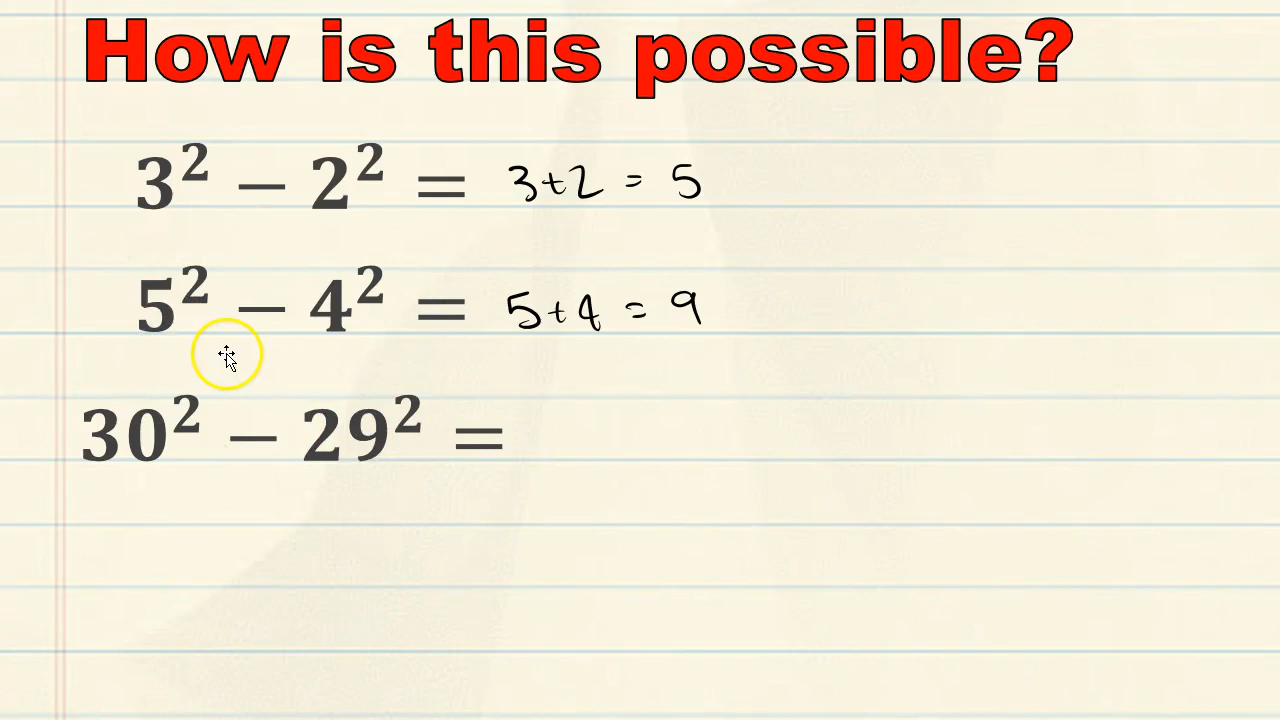 How is this possible?
3² − 2² = 3+2 = 5
5² − 4² = 5+4 = 9
30² − 29² =